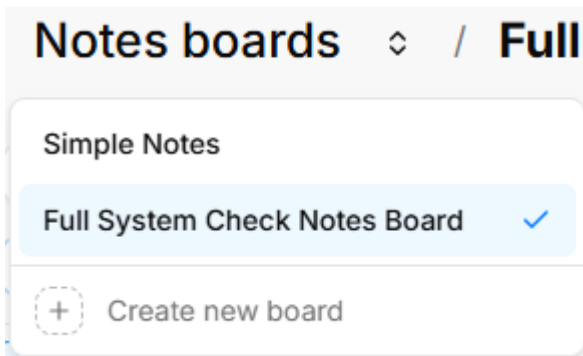 Notes boards / Full
Simple Notes
Full System Check Notes Board
Create new board